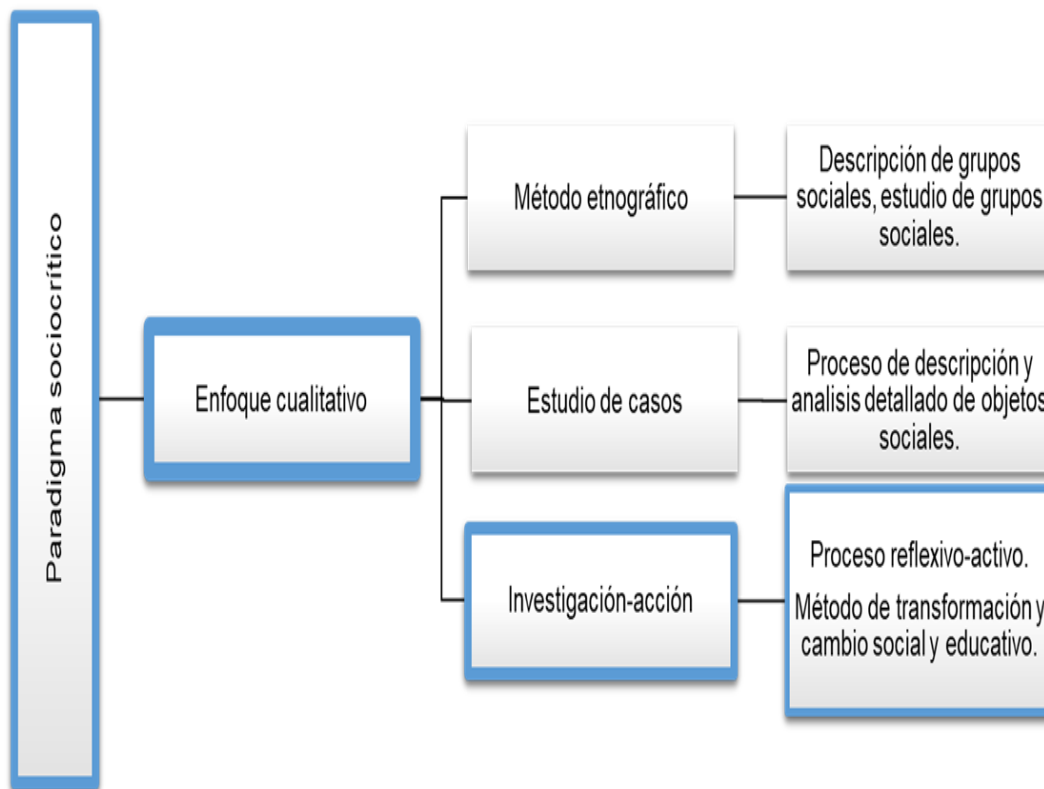 Paradigma sociocrítico
Enfoque cualitativo
Método etnográfico
Descripción de grupos
sociales, estudio de grupos
sociales.
Estudio de casos
Proceso de descripción y
analisis detallado de objetos
sociales.
Investigación-acción
Proceso reflexivo-activo.
Método de transformación y
cambio social y educativo.